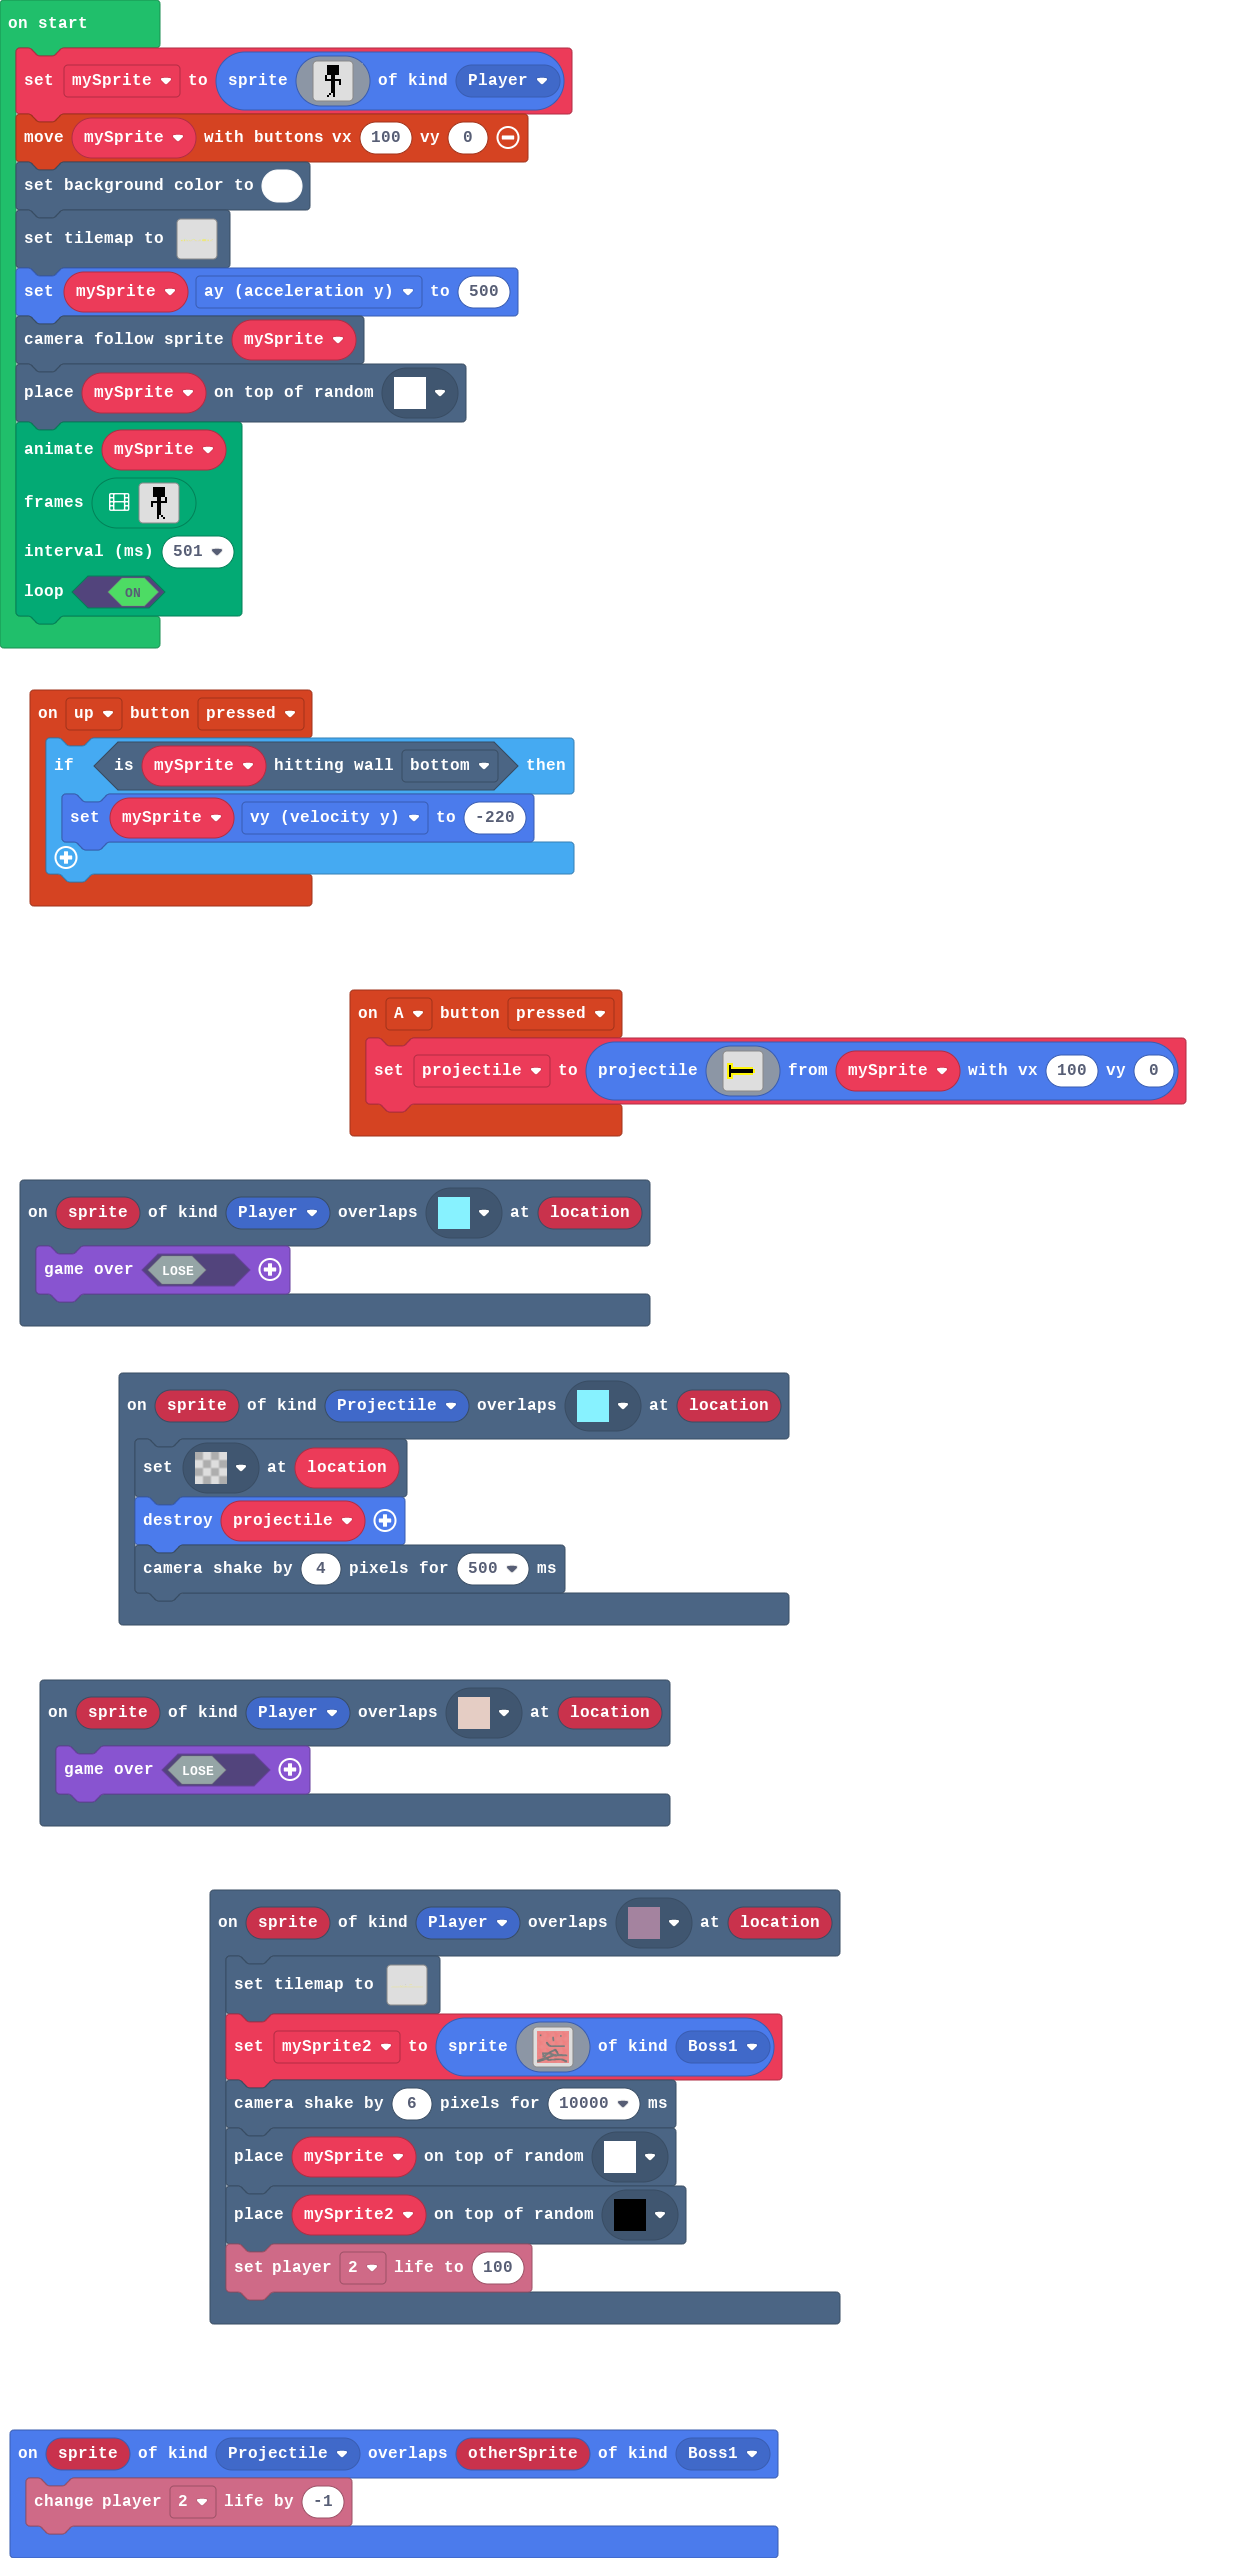 on start
set mySprite to sprite of kind Player
move mySprite with buttons vx 100 vy 0
set background color to
set tilemap to
set mySprite ay (acceleration y) to 500
camera follow sprite mySprite
place mySprite on top of random
animate mySprite
frames
interval (ms) 501
loop ON
on up button pressed
if is mySprite hitting wall bottom then
set mySprite vy (velocity y) to -220
on A button pressed
set projectile to projectile from mySprite with vx 100 vy 0
on sprite of kind Player overlaps at location
game over LOSE
on sprite of kind Projectile overlaps at location
set at location
destroy projectile
camera shake by 4 pixels for 500 ms
on sprite of kind Player overlaps at location
game over LOSE
on sprite of kind Player overlaps at location
set tilemap to
set mySprite2 to sprite of kind Boss1
camera shake by 6 pixels for 10000 ms
place mySprite on top of random
place mySprite2 on top of random
set player 2 life to 100
on sprite of kind Projectile overlaps otherSprite of kind Boss1
change player 2 life by -1